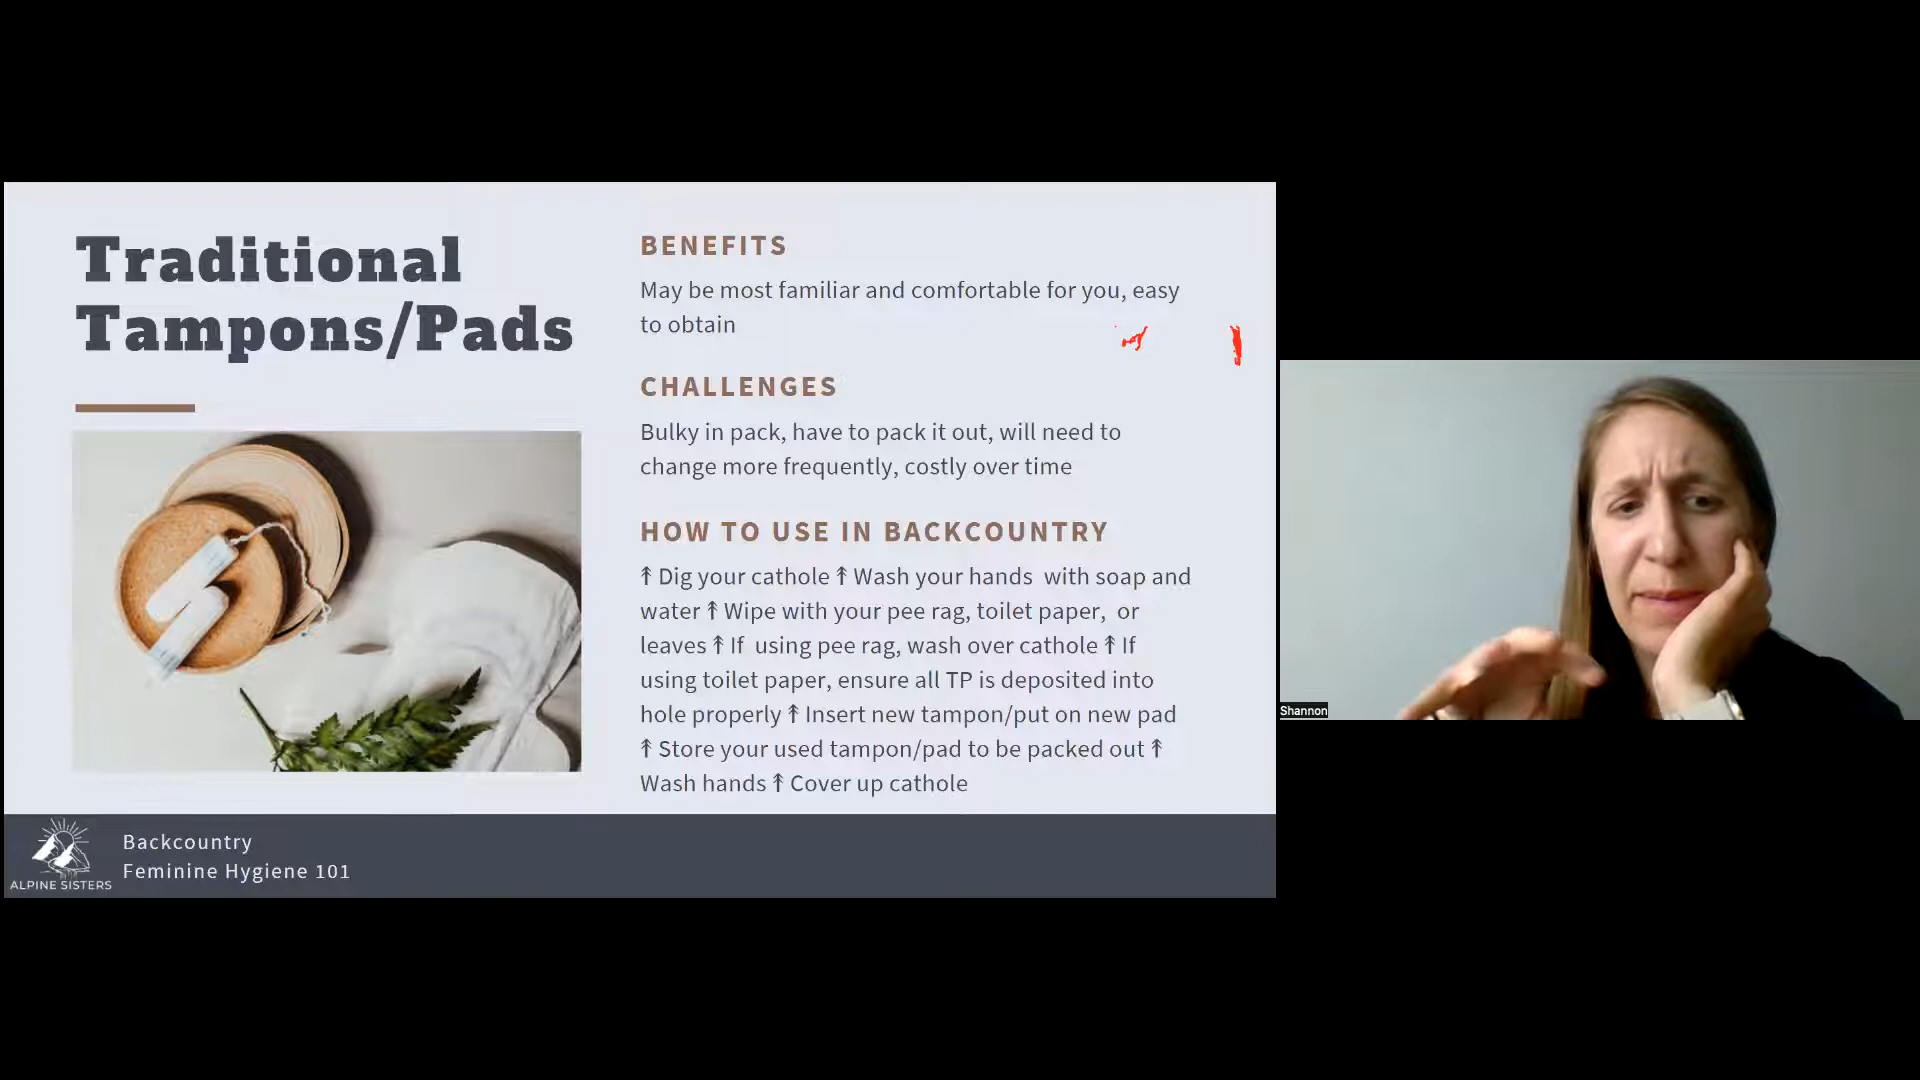 Traditional
Tampons/Pads
BENEFITS
May be most familiar and comfortable for you, easy
to obtain
CHALLENGES
Bulky in pack, have to pack it out, will need to
change more frequently, costly over time
HOW TO USE IN BACKCOUNTRY
↟ Dig your cathole ↟ Wash your hands with soap and
water ↟ Wipe with your pee rag, toilet paper, or
leaves ↟ If using pee rag, wash over cathole ↟ If
using toilet paper, ensure all TP is deposited into
hole properly ↟ Insert new tampon/put on new pad
↟ Store your used tampon/pad to be packed out ↟
Wash hands ↟ Cover up cathole
ALPINE SISTERS
Backcountry
Feminine Hygiene 101
Shannon